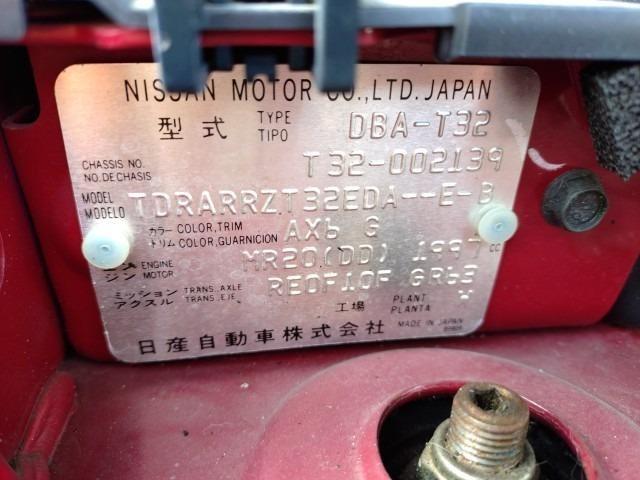 NISSAN MOTOR CO.,LTD.JAPAN
型式 TYPE TIPO DBA-T32
CHASSIS NO. NO.DE CHASIS T32-002139
MODEL MODELO TDRARRZT32EDA--E-B
カラー COLOR,TRIM トリム COLOR,GUARNICION AX6 G
ENGINE ジン MOTOR MR20(DD) 1997 cc
ミッション TRANS.AXLE アクスル TRANS.EJE RE0F10F GR63
工場 PLANT PLANTA W
日産自動車株式会社 MADE IN JAPAN